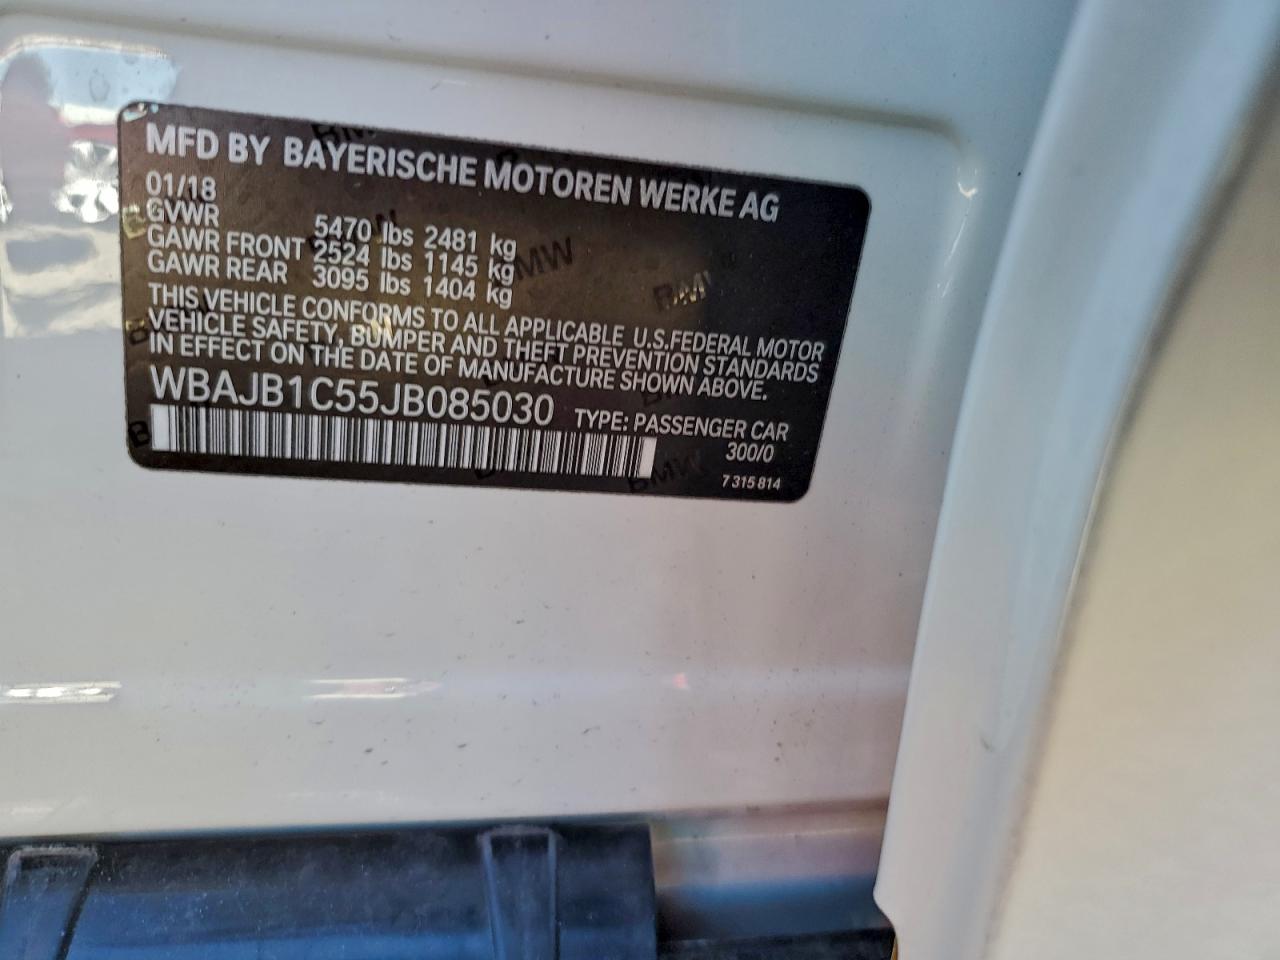 MFD BY BAYERISCHE MOTOREN WERKE AG
01/18
GVWR 5470 lbs 2481 kg
GAWR FRONT 2524 lbs 1145 kg
GAWR REAR 3095 lbs 1404 kg
THIS VEHICLE CONFORMS TO ALL APPLICABLE U.S.FEDERAL MOTOR
VEHICLE SAFETY, BUMPER AND THEFT PREVENTION STANDARDS
IN EFFECT ON THE DATE OF MANUFACTURE SHOWN ABOVE.
WBAJB1C55JB085030 TYPE: PASSENGER CAR
300/0
7 315 814